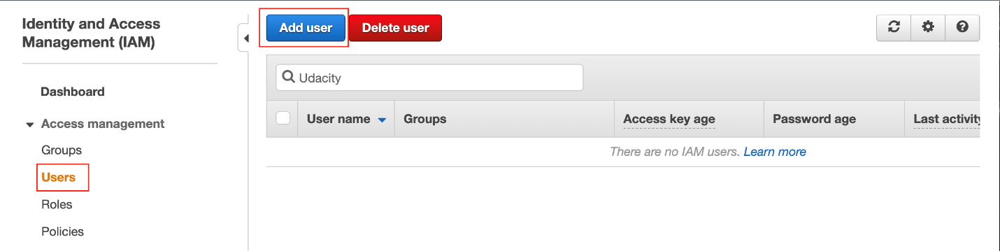 Identity and Access
Management (IAM)
Dashboard
Access management
Groups
Users
Roles
Policies
Add user
Delete user
Udacity
User name
Groups
Access key age
Password age
Last activity
There are no IAM users. Learn more